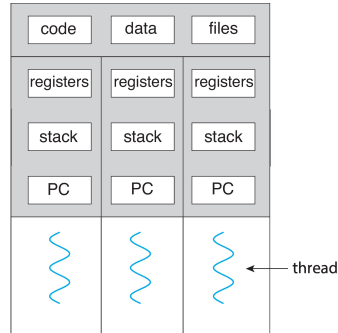 code data files
registers registers registers
stack stack stack
PC PC PC
thread